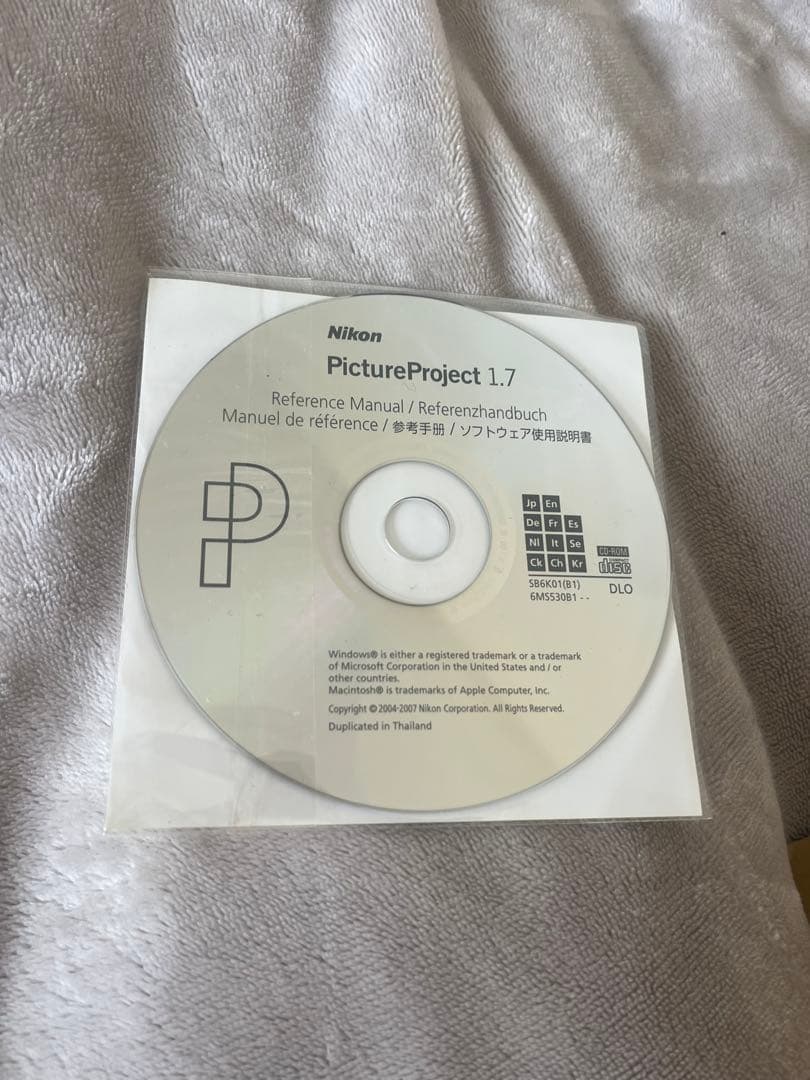 Nikon
PictureProject 1.7
Reference Manual / Referenzhandbuch
Manuel de référence / 参考手册 / ソフトウェア使用説明書
Jp En
De Fr Es
Nl It Se
Ck Ch Kr
CD-ROM
COMPACT
disc
SB6K01(B1)
6MS530B1 - -
DLO
Windows® is either a registered trademark or a trademark
of Microsoft Corporation in the United States and / or
other countries.
Macintosh® is trademarks of Apple Computer, Inc.
Copyright © 2004-2007 Nikon Corporation. All Rights Reserved.
Duplicated in Thailand